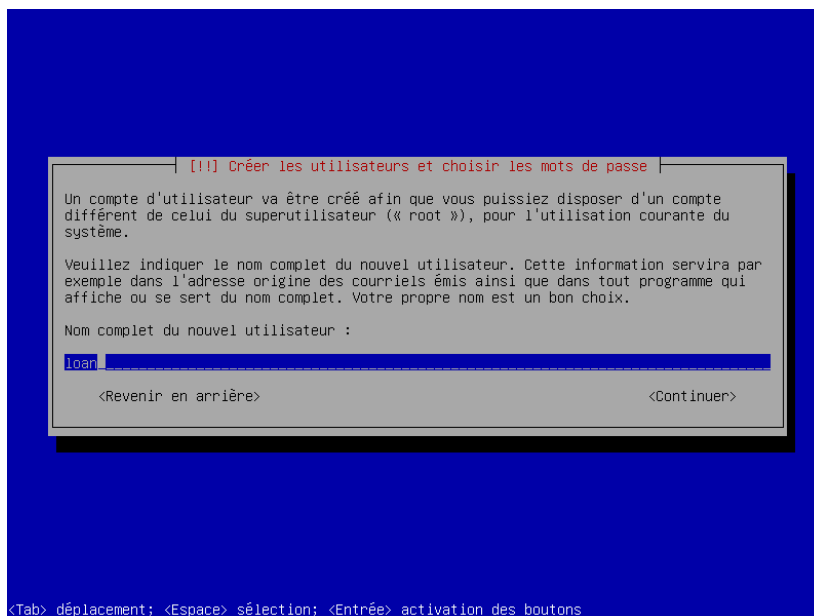 [!!] Créer les utilisateurs et choisir les mots de passe
Un compte d'utilisateur va être créé afin que vous puissiez disposer d'un compte
différent de celui du superutilisateur (« root »), pour l'utilisation courante du
système.
Veuillez indiquer le nom complet du nouvel utilisateur. Cette information servira par
exemple dans l'adresse origine des courriels émis ainsi que dans tout programme qui
affiche ou se sert du nom complet. Votre propre nom est un bon choix.
Nom complet du nouvel utilisateur :
loan
<Revenir en arrière> <Continuer>
<Tab> déplacement; <Espace> sélection; <Entrée> activation des boutons